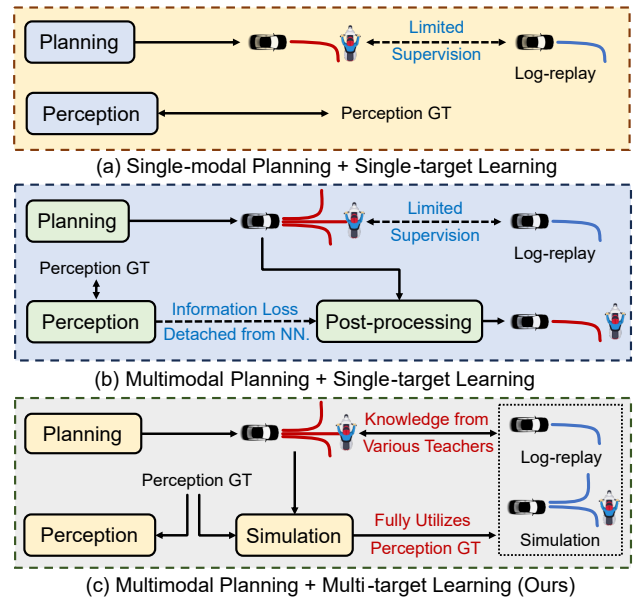 Planning
Limited
Supervision
Log-replay
Perception
Perception GT
(a) Single-modal Planning + Single-target Learning
Planning
Limited
Supervision
Log-replay
Perception GT
Perception
Information Loss
Detached from NN.
Post-processing
(b) Multimodal Planning + Single-target Learning
Planning
Knowledge from
Various Teachers
Log-replay
Perception GT
Perception
Simulation
Fully Utilizes
Perception GT
Simulation
(c) Multimodal Planning + Multi-target Learning (Ours)